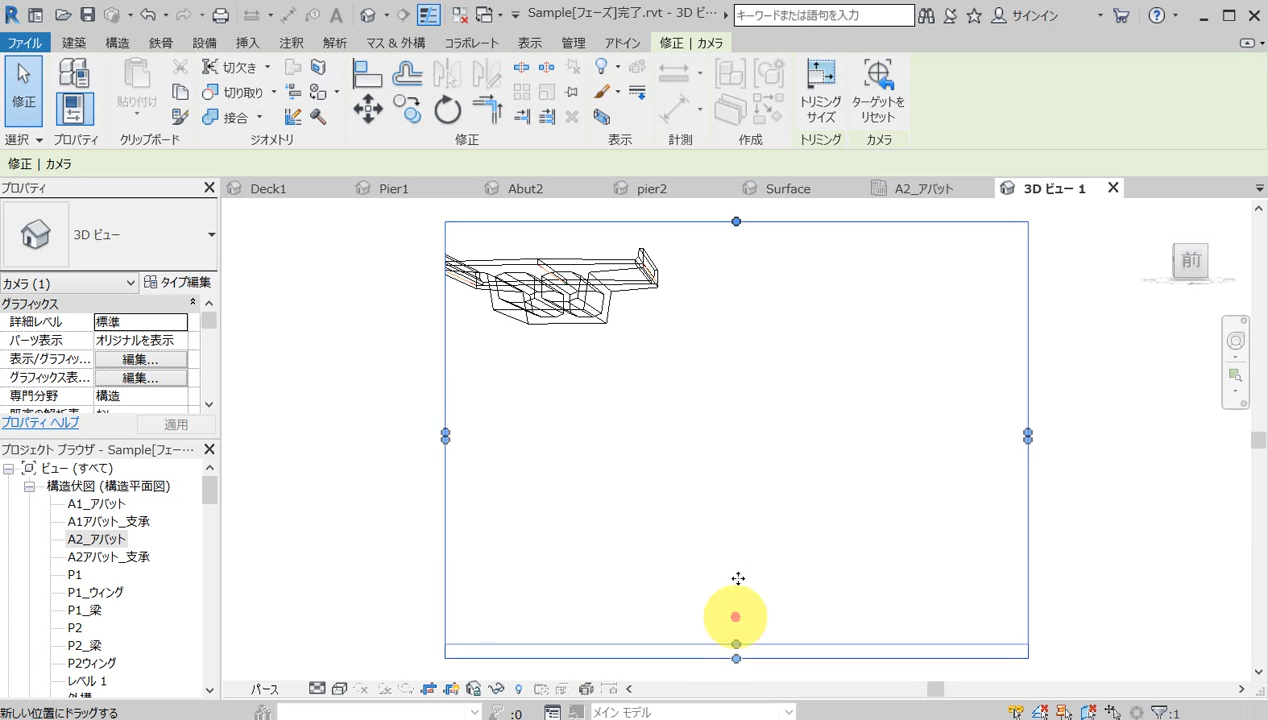 Sample[フェーズ]完了.rvt - 3D ビ…
キーワードまたは語句を入力
サインイン
ファイル 建築 構造 鉄骨 設備 挿入 注釈 解析 マス & 外構 コラボレート 表示 管理 アドイン 修正 | カメラ
修正
貼り付け
切欠き
切り取り
接合
トリミング
サイズ
ターゲットを
リセット
選択 プロパティ クリップボード ジオメトリ 修正 表示 計測 作成 トリミング カメラ
修正 | カメラ
プロパティ
Deck1 Pier1 Abut2 pier2 Surface A2_アバット 3D ビュー 1
3D ビュー
前
カメラ (1)
タイプ編集
グラフィックス
詳細レベル 標準
パーツ表示 オリジナルを表示
表示/グラフィッ... 編集...
グラフィックス表... 編集...
専門分野 構造
プロパティ ヘルプ
適用
プロジェクト ブラウザ - Sample[フェー…
ビュー (すべて)
構造伏図 (構造平面図)
A1_アバット
A1アバット_支承
A2_アバット
A2アバット_支承
P1
P1_ウィング
P1_梁
P2
P2_梁
P2ウィング
レベル 1
外構
パース
新しい位置にドラッグする
:0
メイン モデル
:1